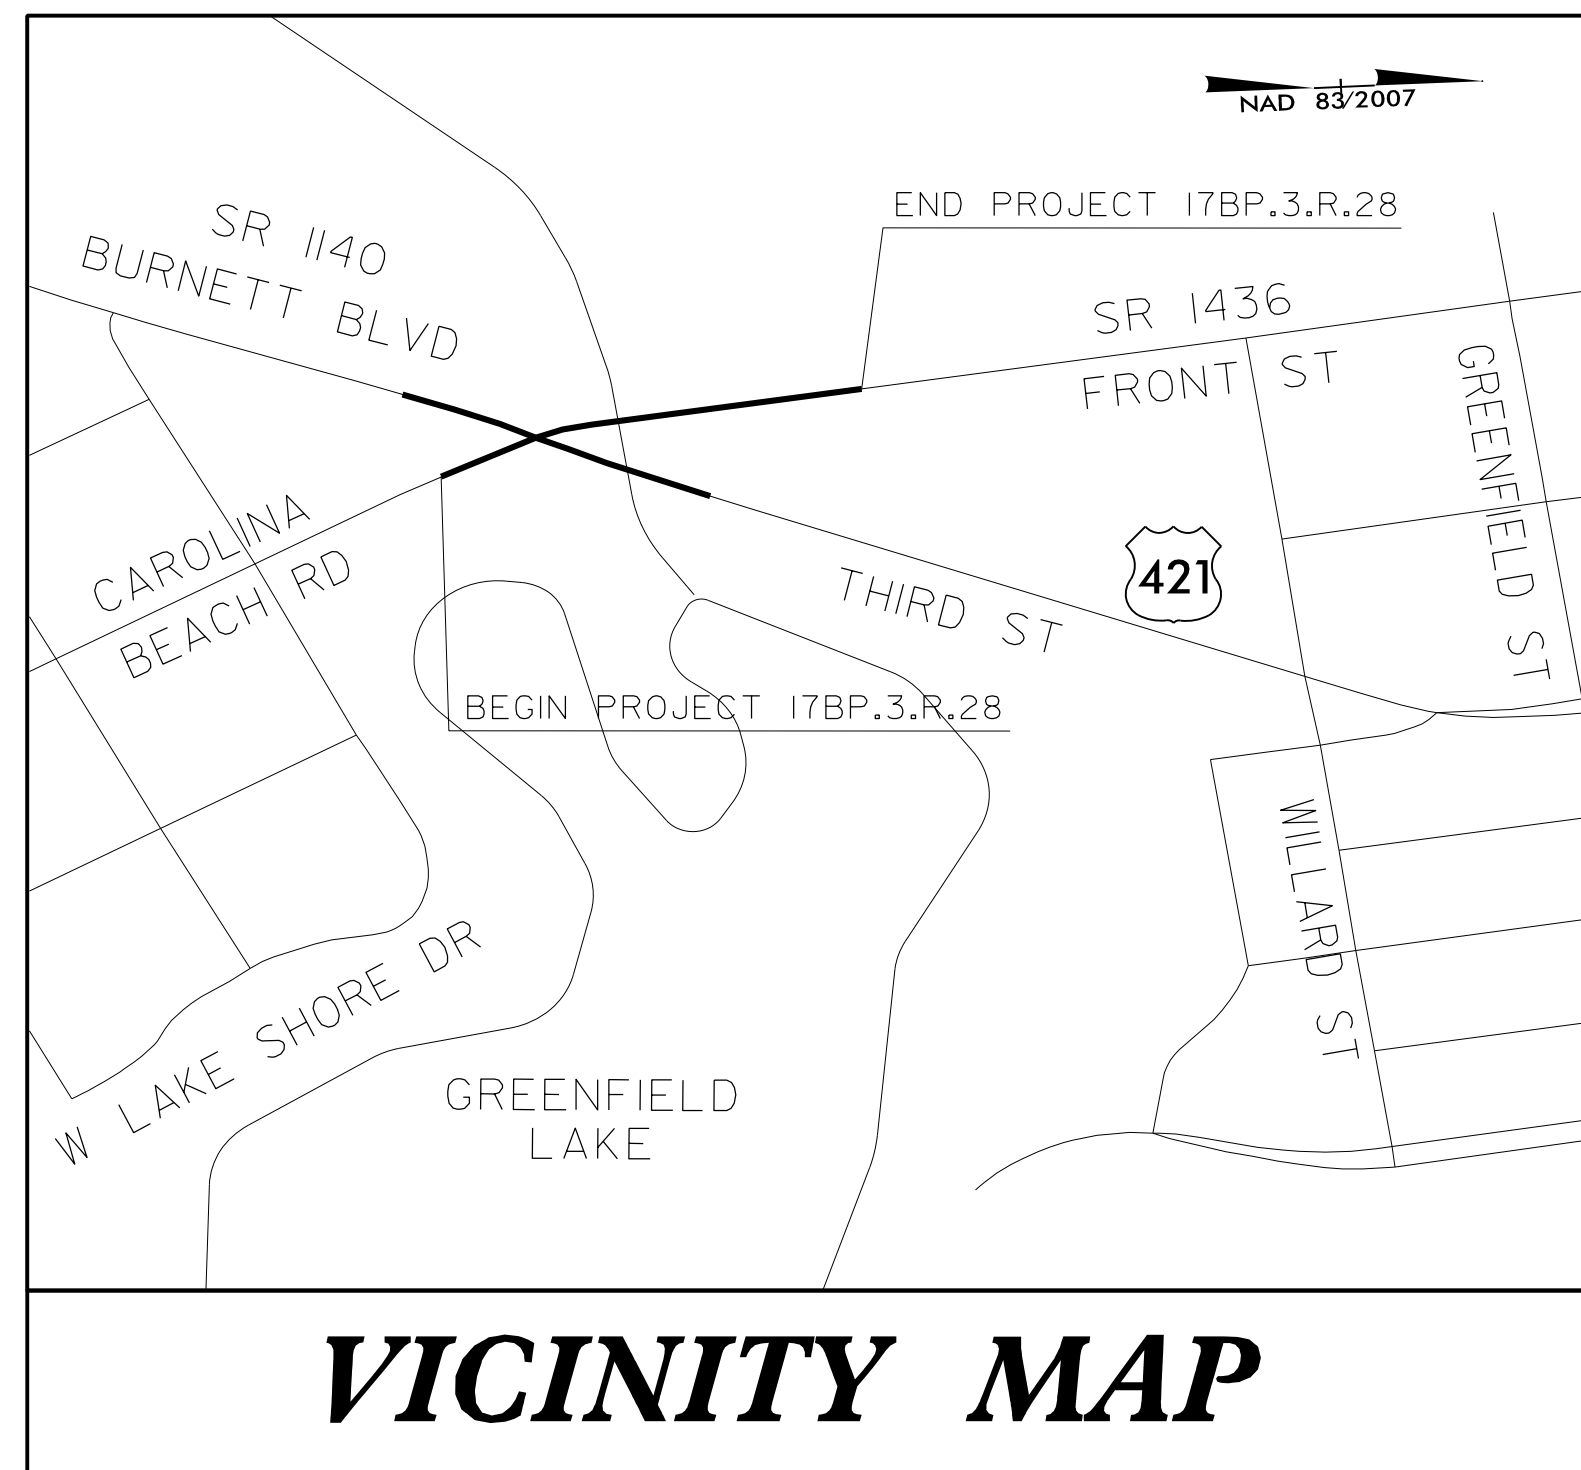 NAD 83/2007
END PROJECT 17BP.3.R.28
SR 1140
BURNETT BLVD
SR 1436
FRONT ST
GREENFIELD ST
CAROLINA
BEACH RD
421
THIRD ST
BEGIN PROJECT 17BP.3.R.28
WILLARD ST
W LAKE SHORE DR
GREENFIELD
LAKE
VICINITY MAP